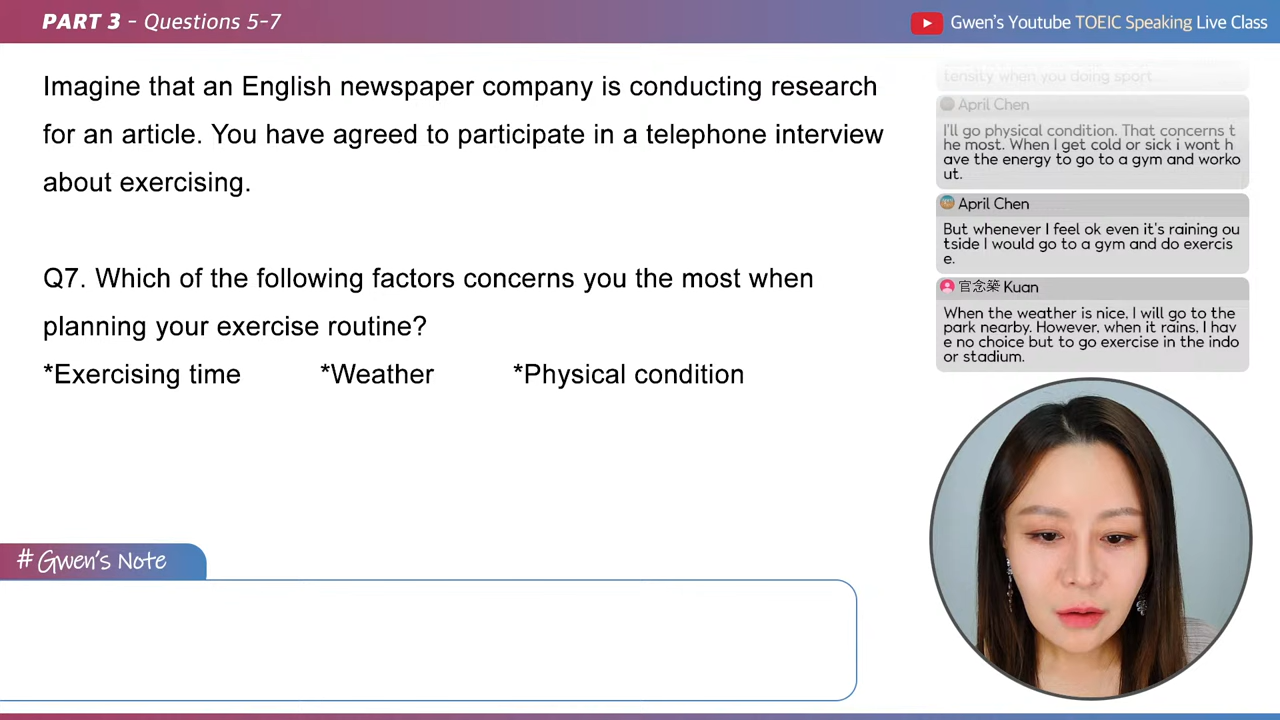 PART 3 - Questions 5-7
Gwen's Youtube TOEIC Speaking Live Class
Imagine that an English newspaper company is conducting research
for an article. You have agreed to participate in a telephone interview
about exercising.
Q7. Which of the following factors concerns you the most when
planning your exercise routine?
*Exercising time *Weather *Physical condition
# Gwen's Note
tensity when you doing sport
April Chen
I'll go physical condition. That concerns t
he most. When I get cold or sick i wont h
ave the energy to go to a gym and worko
ut.
April Chen
But whenever I feel ok even it's raining ou
tside I would go to a gym and do exercis
e.
官念築 Kuan
When the weather is nice, I will go to the
park nearby. However, when it rains, I hav
e no choice but to go exercise in the indo
or stadium.